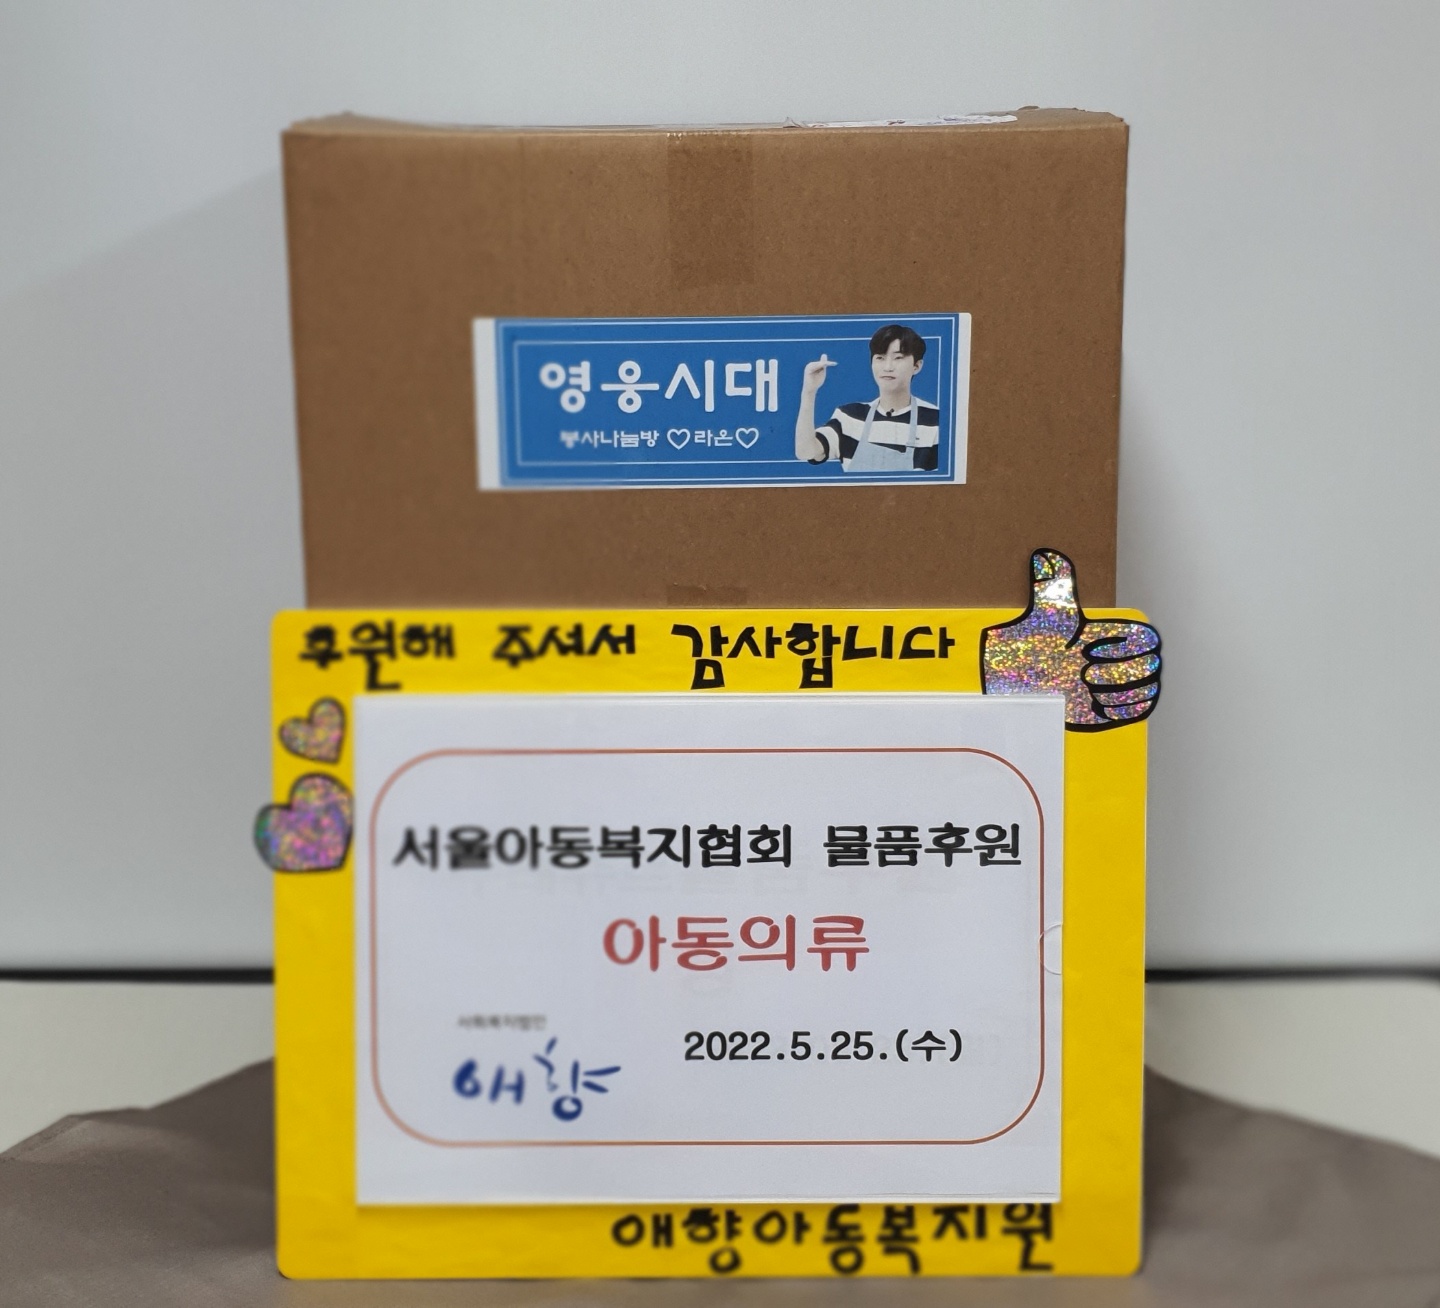 영웅시대
봉사나눔방 ♡라온♡
후원해 주셔서 감사합니다
서울아동복지협회 물품후원
아동의류
사회복지법인
애향
2022.5.25.(수)
애향아동복지원